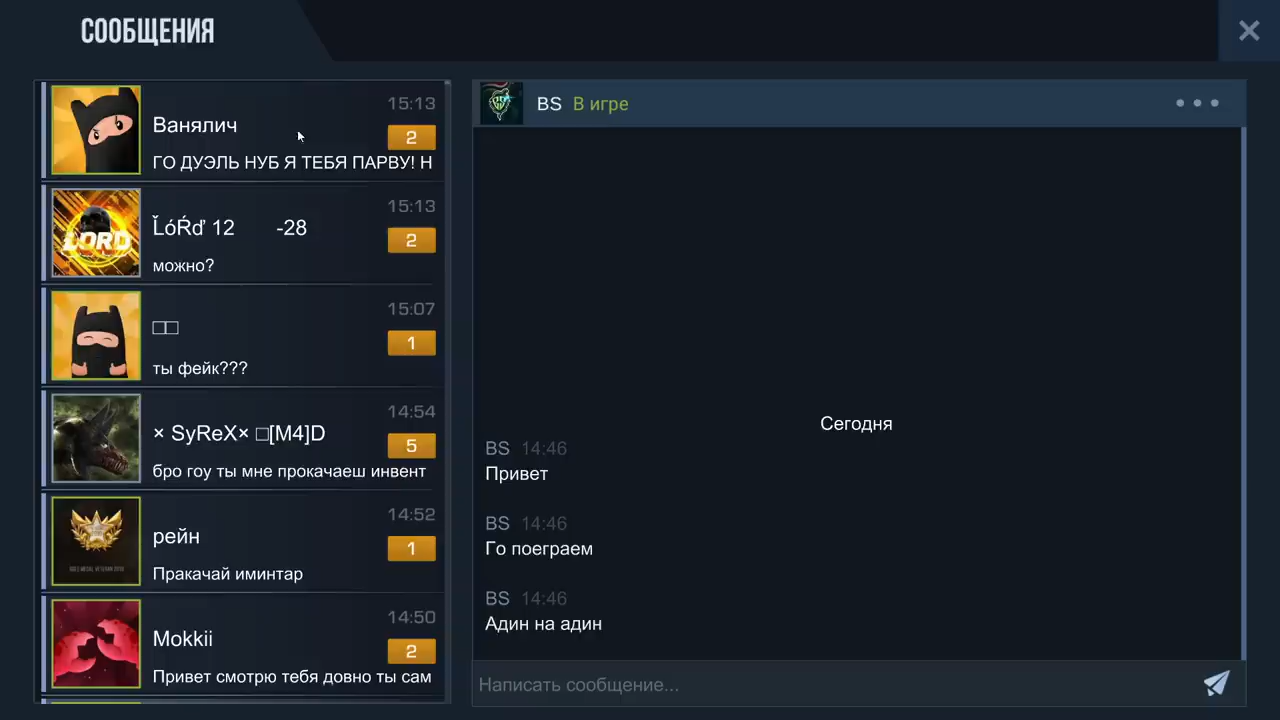 СООБЩЕНИЯ
Ванялич
15:13
2
ГО ДУЭЛЬ НУБ Я ТЕБЯ ПАРВУ! Н
ĽóŔď 12 -28
15:13
2
можно?
□□
15:07
1
ты фейк???
× SyReX× □[M4]D
14:54
5
бро гоу ты мне прокачаеш инвент
рейн
14:52
1
Пракачай иминтар
Mokkii
14:50
2
Привет смотрю тебя довно ты сам
BS В игре
Сегодня
BS 14:46
Привет
BS 14:46
Го поеграем
BS 14:46
Адин на адин
Написать сообщение...
LORD